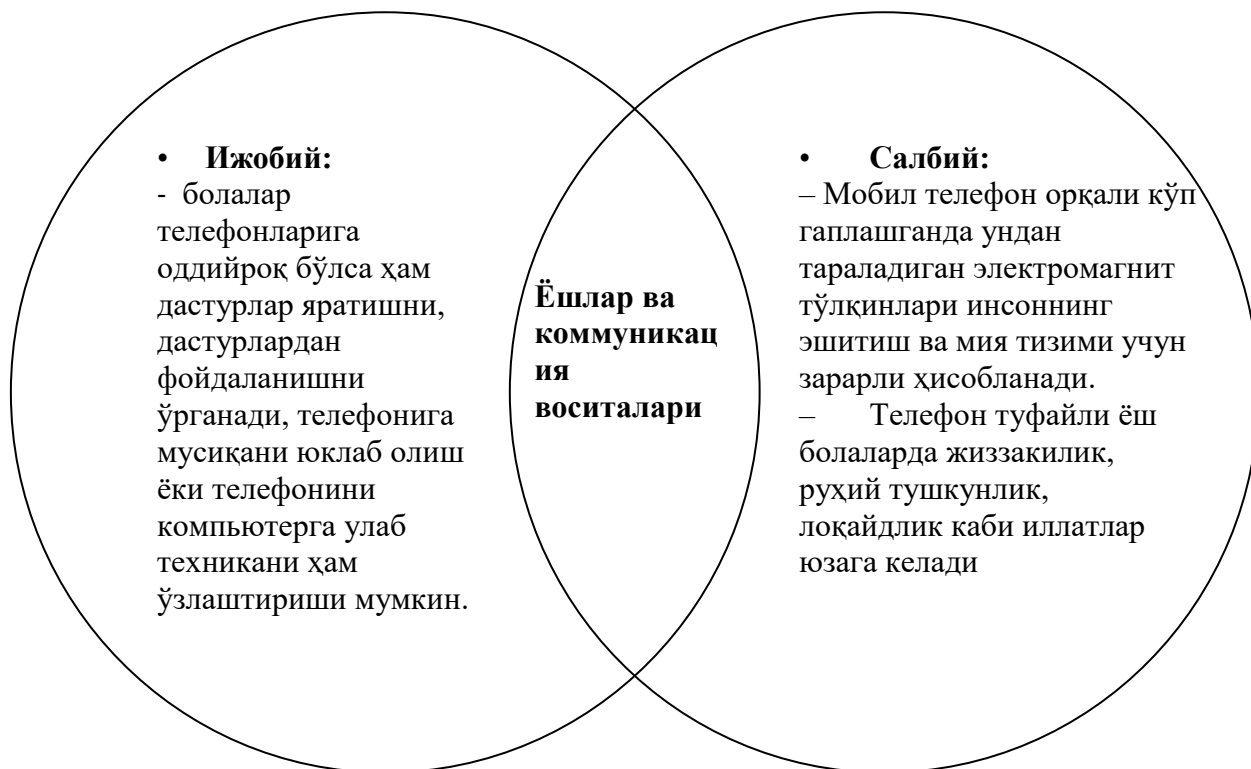 • Ижобий:
- болалар
телефонларига
оддийроқ бўлса ҳам
дастурлар яратишни,
дастурлардан
фойдаланишни
ўрганади, телефонига
мусиқани юклаб олиш
ёки телефонини
компьютерга улаб
техникани ҳам
ўзлаштириши мумкин.
Ёшлар ва
коммуникац
ия
воситалари
• Салбий:
– Мобил телефон орқали кўп
гаплашганда ундан
тараладиган электромагнит
тўлқинлари инсоннинг
эшитиш ва мия тизими учун
зарарли ҳисобланади.
– Телефон туфайли ёш
болаларда жиззакилик,
руҳий тушкунлик,
лоқайдлик каби иллатлар
юзага келади